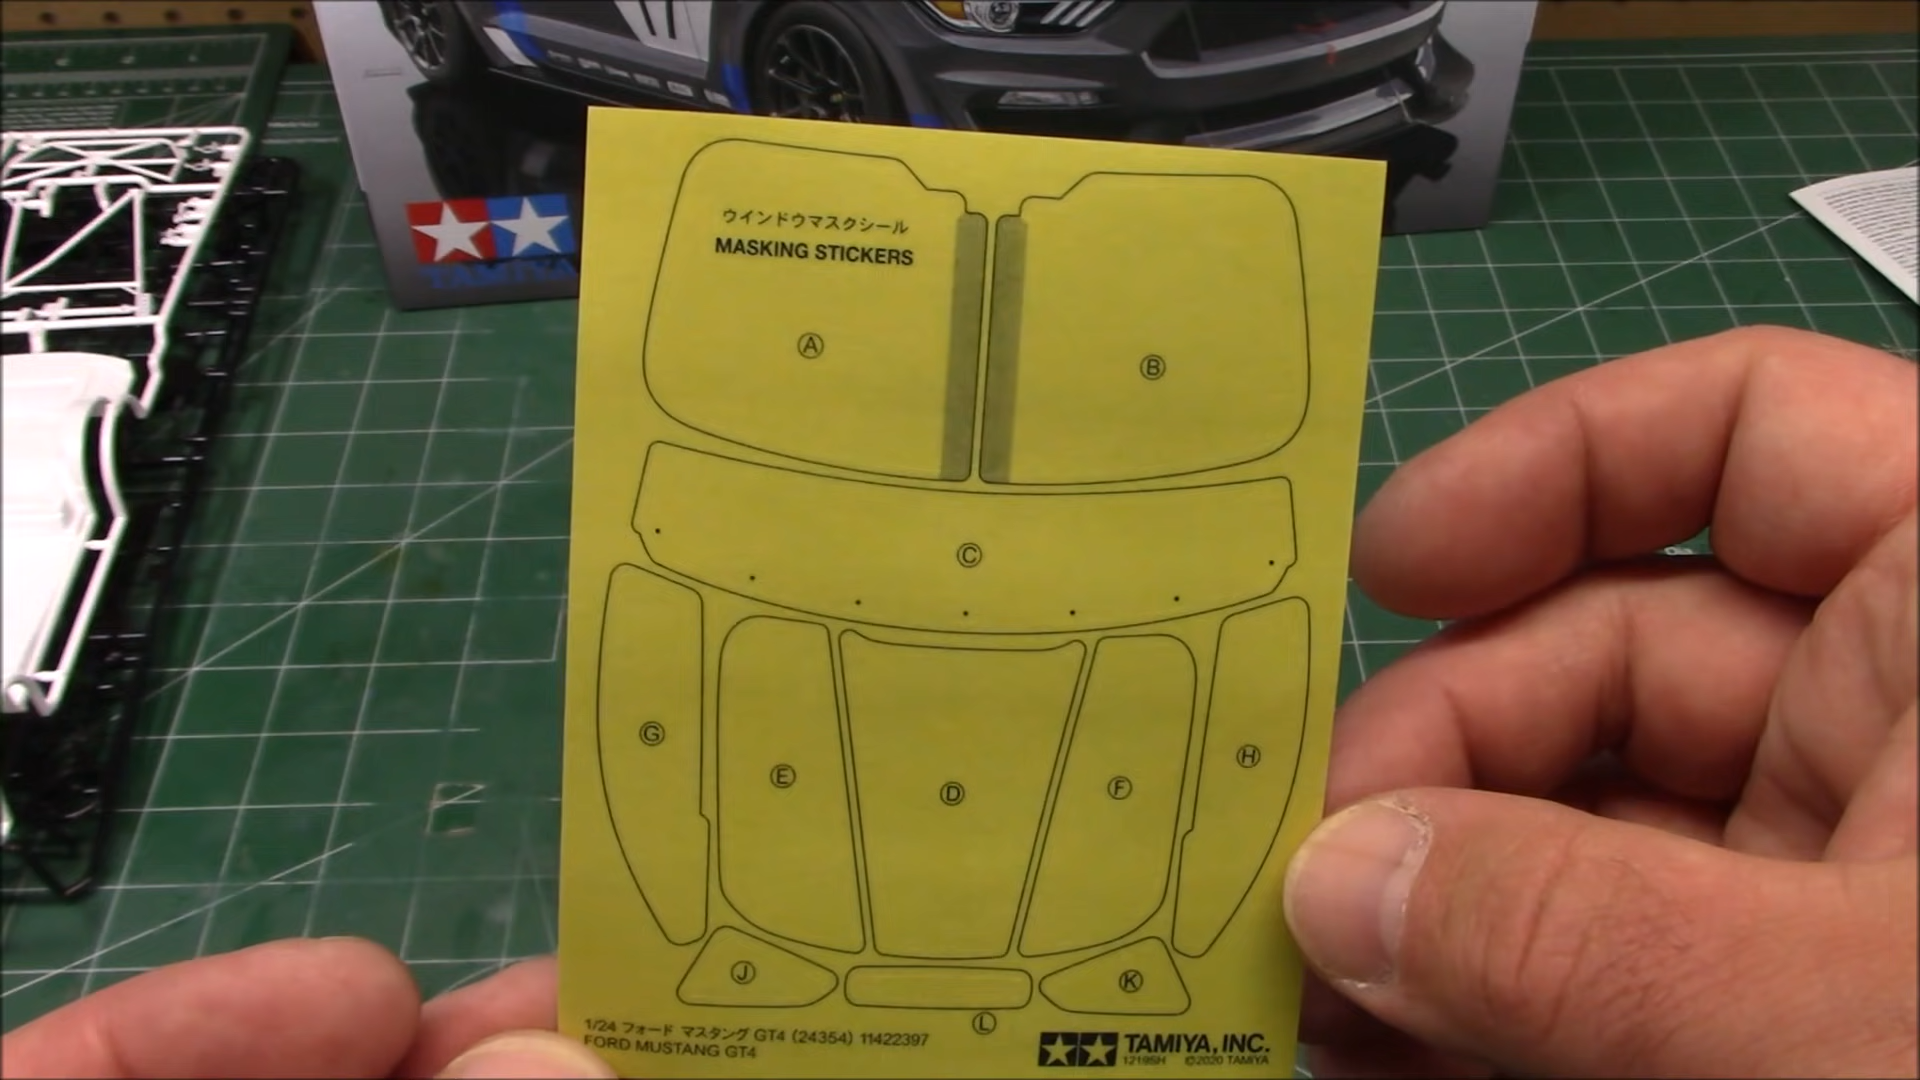 TAMIYA
ウインドウマスクシール
MASKING STICKERS
Ⓐ
Ⓑ
Ⓒ
Ⓖ
Ⓔ
Ⓓ
Ⓕ
Ⓗ
Ⓙ
Ⓚ
Ⓛ
1/24 フォード マスタング GT4 (24354) 11422397
FORD MUSTANG GT4
TAMIYA, INC.
12195H ©2020 TAMIYA